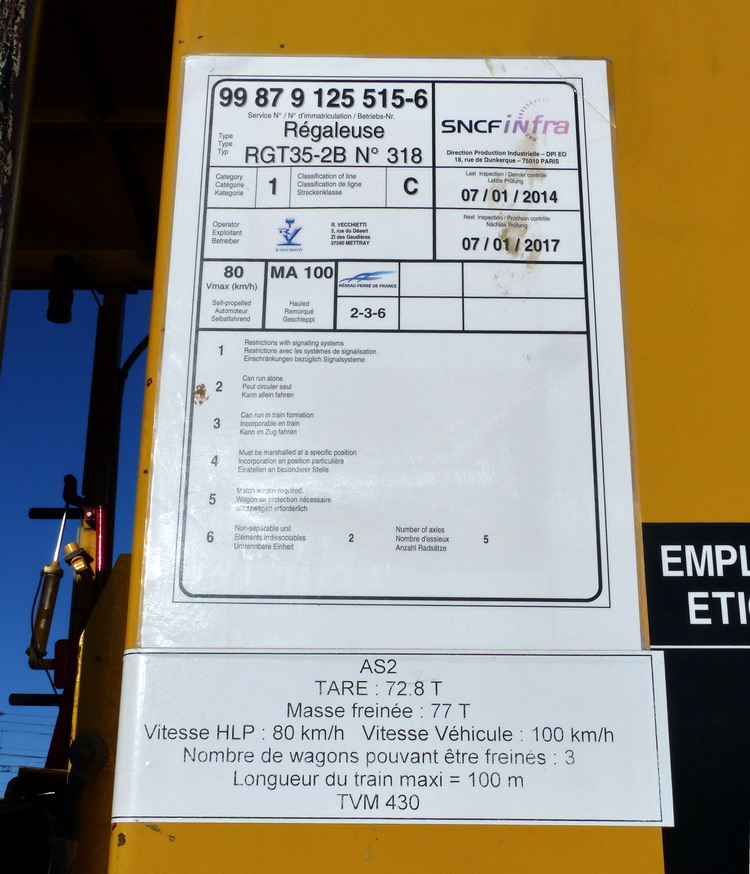 99 87 9 125 515-6
Service N° / N° d'immatriculation / Betriebs-Nr.
Type
Type
Typ
Régaleuse
RGT35-2B N° 318
SNCF infra
Direction Production Industrielle – DPI EO
18, rue de Dunkerque – 75010 PARIS
Category
Catégorie
Kategorie
1
Classification of line
Classification de ligne
Streckenklasse
C
Last inspection / Dernier contrôle
Letzte Prüfung
07 / 01 / 2014
Operator
Exploitant
Betreiber
R.VECCHIETTI
R. VECCHIETTI
3, rue du Désert
ZI des Gaudières
37390 METTRAY
Next inspection / Prochain contrôle
Nächste Prüfung
07 / 01 / 2017
80
Vmax (km/h)
MA 100
RÉSEAU FERRÉ DE FRANCE
Self-propelled
Automoteur
Selbstfahrend
Hauled
Remorqué
Geschleppt
2-3-6
1
Restrictions with signalling systems
Restrictions avec les systèmes de signalisation
Einschränkungen bezüglich Signalsysteme
2
Can run alone
Peut circuler seul
Kann allein fahren
3
Can run in train formation
Incorporable en train
Kann im Zug fahren
4
Must be marshalled at a specific position
Incorporation en position particulière
Einstellen an besonderer Stelle
5
Match wagon required
Wagon de protection nécessaire
erforderlich
6
Non-séparable unit
Eléments indissociables
Untrennbare Einheit
2
Number of axles
Nombre d'essieux
Anzahl Radsätze
5
AS2
TARE : 72.8 T
Masse freinée : 77 T
Vitesse HLP : 80 km/h Vitesse Véhicule : 100 km/h
Nombre de wagons pouvant être freinés : 3
Longueur du train maxi = 100 m
TVM 430
EMPL
ETI